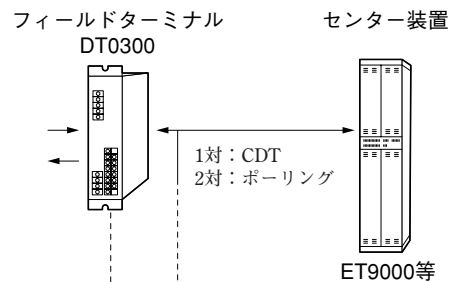 フィールドターミナル
DT0300
センター装置
1対：CDT
2対：ポーリング
ET9000等